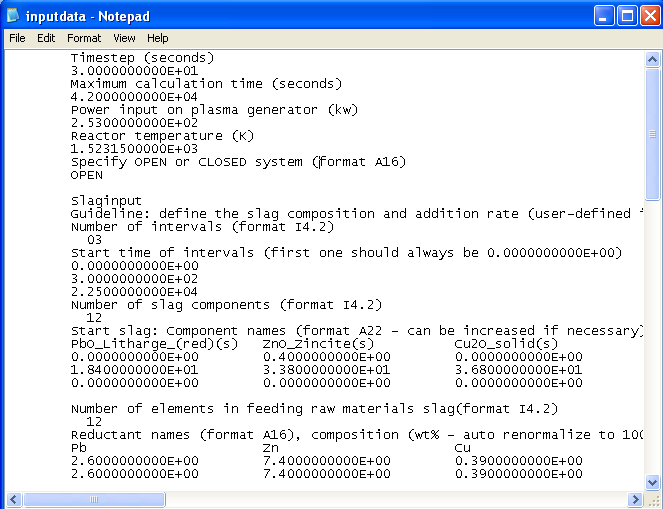 inputdata - Notepad
File Edit Format View Help
Timestep (seconds)
3.0000000000E+01
Maximum calculation time (seconds)
4.2000000000E+04
Power input on plasma generator (kw)
2.5300000000E+02
Reactor temperature (K)
1.5231500000E+03
Specify OPEN or CLOSED system (format A16)
OPEN
Slaginput
Guideline: define the slag composition and addition rate (user-defined i
Number of intervals (format I4.2)
03
Start time of intervals (first one should always be 0.0000000000E+00)
0.0000000000E+00
3.0000000000E+02
2.2500000000E+04
Number of slag components (format I4.2)
12
Start slag: Component names (format A22 - can be increased if necessary)
PbO_Litharge_(red)(s) ZnO_Zincite(s) Cu2O_solid(s)
0.0000000000E+00 0.4000000000E+00 0.0000000000E+00
1.8400000000E+01 3.3800000000E+01 3.6800000000E+01
0.0000000000E+00 0.0000000000E+00 0.0000000000E+00
Number of elements in feeding raw materials slag(format I4.2)
12
Reductant names (format A16), composition (wt% - auto renormalize to 100
Pb Zn Cu
2.6000000000E+00 7.4000000000E+00 0.3900000000E+00
2.6000000000E+00 7.4000000000E+00 0.3900000000E+00